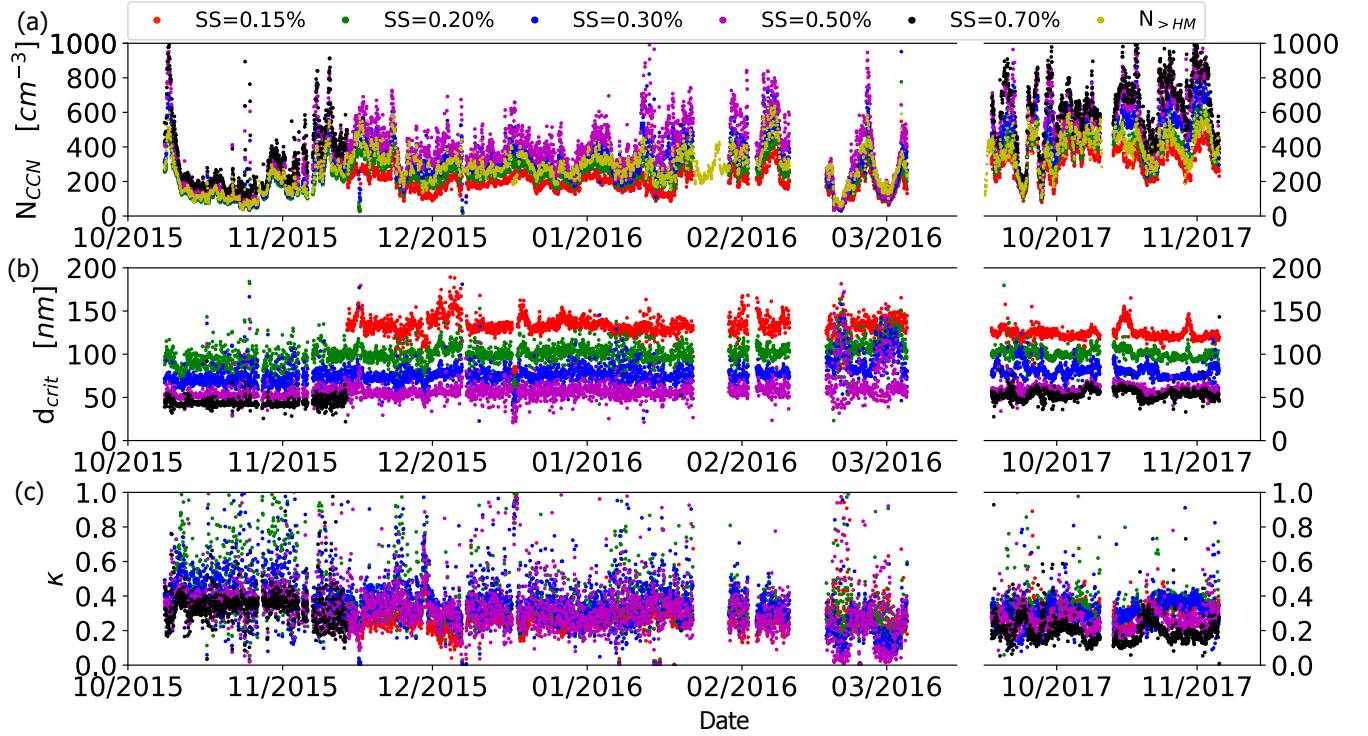 (a) SS=0.15% SS=0.20% SS=0.30% SS=0.50% SS=0.70% N>HM
N_CCN [cm⁻³]
1000 1000
800 800
600 600
400 400
200 200
0 0
10/2015 11/2015 12/2015 01/2016 02/2016 03/2016 10/2017 11/2017
(b)
d_crit [nm]
200 200
150 150
100 100
50 50
0 0
10/2015 11/2015 12/2015 01/2016 02/2016 03/2016 10/2017 11/2017
(c)
κ
1.0 1.0
0.8 0.8
0.6 0.6
0.4 0.4
0.2 0.2
0.0 0.0
10/2015 11/2015 12/2015 01/2016 02/2016 03/2016 10/2017 11/2017
Date